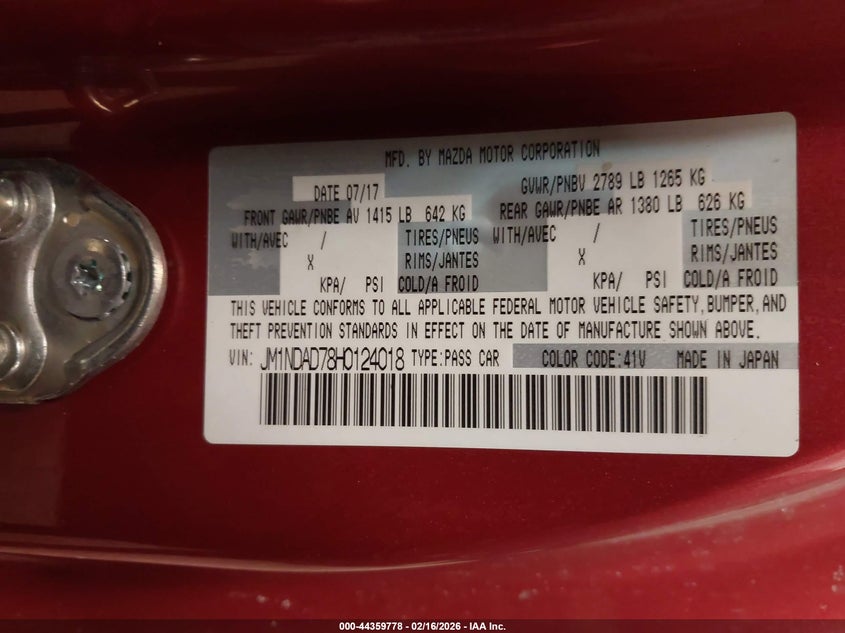 MFD. BY MAZDA MOTOR CORPORATION
DATE 07/17 GVWR/PNBV 2789 LB 1265 KG
FRONT GAWR/PNBE AV 1415 LB 642 KG REAR GAWR/PNBE AR 1380 LB 626 KG
WITH/AVEC / TIRES/PNEUS WITH/AVEC / TIRES/PNEUS
X RIMS/JANTES X RIMS/JANTES
KPA/ PSI COLD/A FROID KPA/ PSI COLD/A FROID
THIS VEHICLE CONFORMS TO ALL APPLICABLE FEDERAL MOTOR VEHICLE SAFETY, BUMPER, AND
THEFT PREVENTION STANDARDS IN EFFECT ON THE DATE OF MANUFACTURE SHOWN ABOVE.
VIN: JM1NDAD78H0124018 TYPE:PASS CAR COLOR CODE:41V MADE IN JAPAN
000-44359778 - 02/16/2026 - IAA Inc.